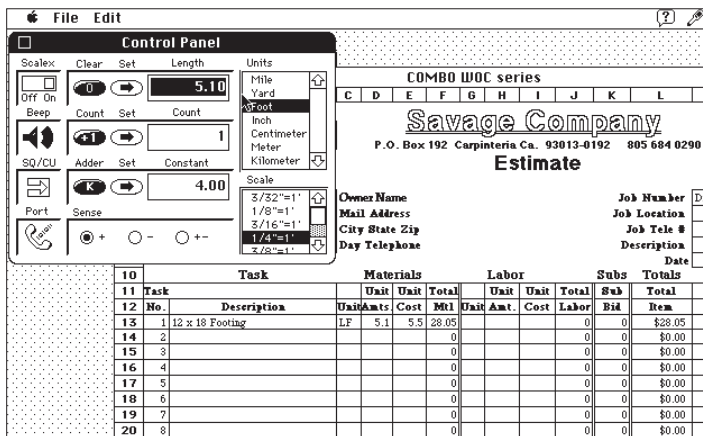 File Edit
Control Panel
Scalex Clear Set Length Units
0 5.10
Off On
Mile
Yard
Foot
Inch
Centimeter
Meter
Kilometer
Beep Count Set Count
+1 1
SQ/CU Adder Set Constant
K 4.00
Scale
3/32"=1'
1/8"=1'
3/16"=1'
1/4"=1'
3/8"=1'
Port Sense
+ - +-
COMBO WOC series
C D E F G H I J K L
Savage Company
P.O. Box 192 Carpinteria Ca. 93013-0192 805 684 0290
Estimate
Owner Name Job Number D
Mail Address Job Location
City State Zip Job Tele #
Day Telephone Description
Date
10 Task Materials Labor Subs Totals
11 Task Unit Unit Total Unit Unit Total Sub Total
12 No. Description Unit Amts. Cost Mtl Unit Amt. Cost Labor Bid Item
13 1 12 x 18 Footing LF 5.1 5.5 28.05 0 0 $28.05
14 2 0 0 0 $0.00
15 3 0 0 0 $0.00
16 4 0 0 0 $0.00
17 5 0 0 0 $0.00
18 6 0 0 0 $0.00
19 7 0 0 0 $0.00
20 8 0 0 0 $0.00